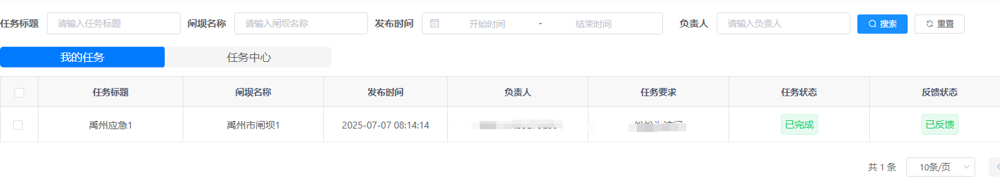 任务标题 请输入任务标题 闸坝名称 请输入闸坝名称 发布时间 开始时间 - 结束时间 负责人 请输入负责人 搜索 重置
我的任务 任务中心
任务标题 闸坝名称 发布时间 负责人 任务要求 任务状态 反馈状态
禹州应急1 禹州市闸坝1 2025-07-07 08:14:14 已完成 已反馈
共 1 条 10条/页